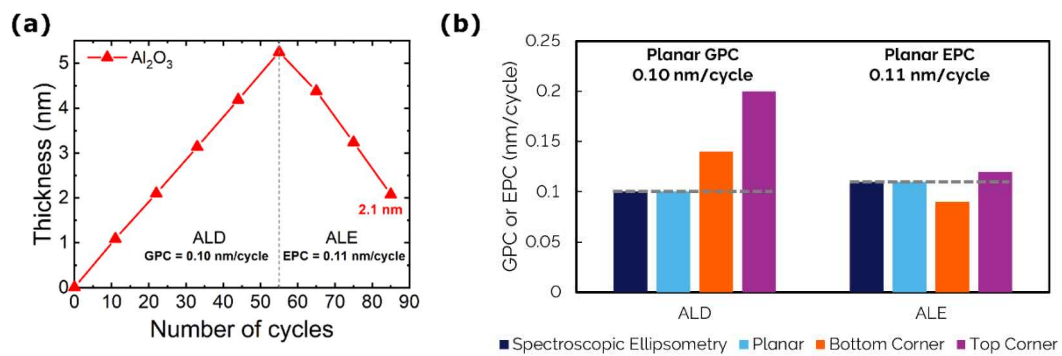 (a)
Al₂O₃
Thickness (nm)
5
4
3
2
1
0
2.1 nm
ALD
GPC = 0.10 nm/cycle
ALE
EPC = 0.11 nm/cycle
0 10 20 30 40 50 60 70 80 90
Number of cycles
(b)
GPC or EPC (nm/cycle)
0.25
0.2
0.15
0.1
0.05
0
Planar GPC
0.10 nm/cycle
Planar EPC
0.11 nm/cycle
ALD
ALE
Spectroscopic Ellipsometry Planar Bottom Corner Top Corner